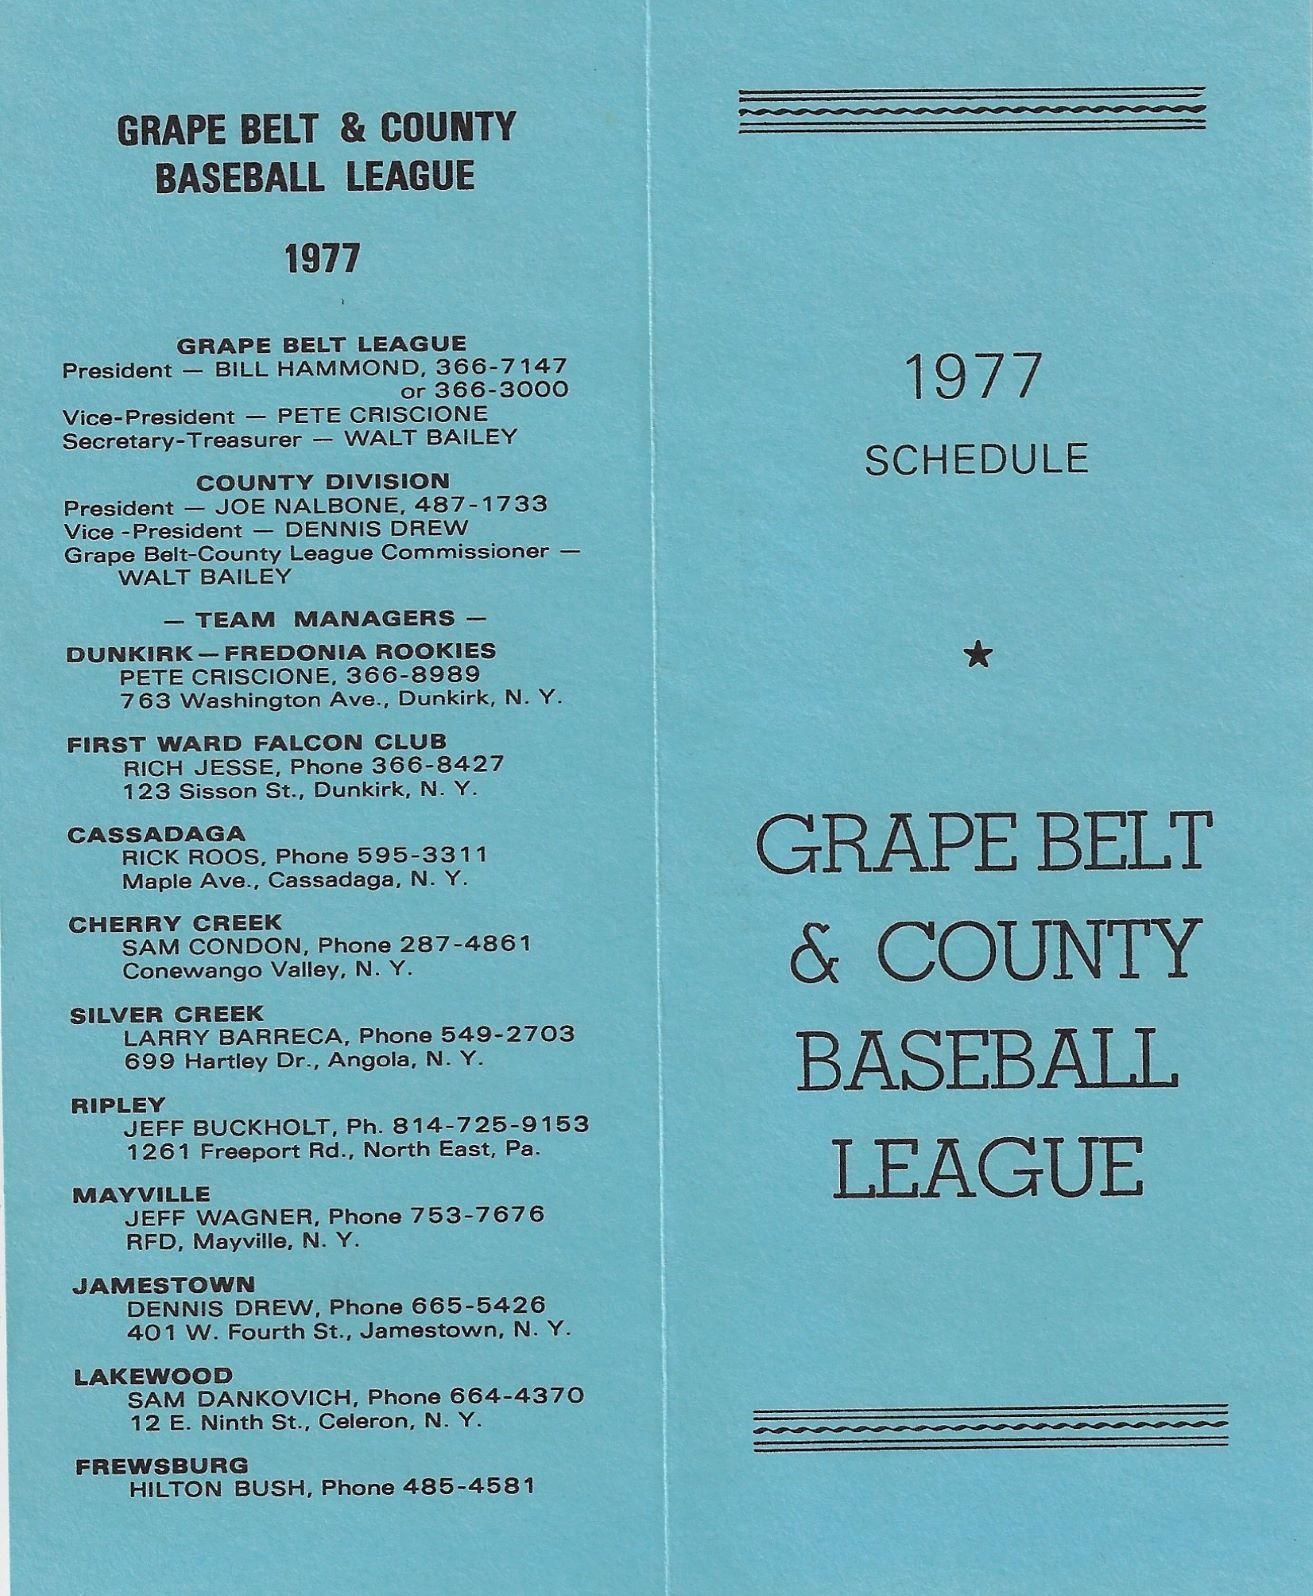 GRAPE BELT & COUNTY
BASEBALL LEAGUE
1977
GRAPE BELT LEAGUE
President — BILL HAMMOND, 366-7147
or 366-3000
Vice-President — PETE CRISCIONE
Secretary-Treasurer — WALT BAILEY
COUNTY DIVISION
President — JOE NALBONE, 487-1733
Vice -President — DENNIS DREW
Grape Belt-County League Commissioner —
WALT BAILEY
— TEAM MANAGERS —
DUNKIRK — FREDONIA ROOKIES
PETE CRISCIONE, 366-8989
763 Washington Ave., Dunkirk, N. Y.
FIRST WARD FALCON CLUB
RICH JESSE, Phone 366-8427
123 Sisson St., Dunkirk, N. Y.
CASSADAGA
RICK ROOS, Phone 595-3311
Maple Ave., Cassadaga, N. Y.
CHERRY CREEK
SAM CONDON, Phone 287-4861
Conewango Valley, N. Y.
SILVER CREEK
LARRY BARRECA, Phone 549-2703
699 Hartley Dr., Angola, N. Y.
RIPLEY
JEFF BUCKHOLT, Ph. 814-725-9153
1261 Freeport Rd., North East, Pa.
MAYVILLE
JEFF WAGNER, Phone 753-7676
RFD, Mayville, N. Y.
JAMESTOWN
DENNIS DREW, Phone 665-5426
401 W. Fourth St., Jamestown, N. Y.
LAKEWOOD
SAM DANKOVICH, Phone 664-4370
12 E. Ninth St., Celeron, N. Y.
FREWSBURG
HILTON BUSH, Phone 485-4581
1977
SCHEDULE
GRAPE BELT
& COUNTY
BASEBALL
LEAGUE